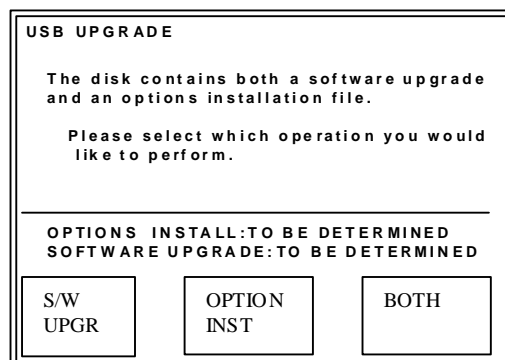 USB UPGRADE
The disk contains both a software upgrade
and an options installation file.
Please select which operation you would
like to perform.
OPTIONS INSTALL:TO BE DETERMINED
SOFTWARE UPGRADE:TO BE DETERMINED
S/W
UPGR
OPTION
INST
BOTH